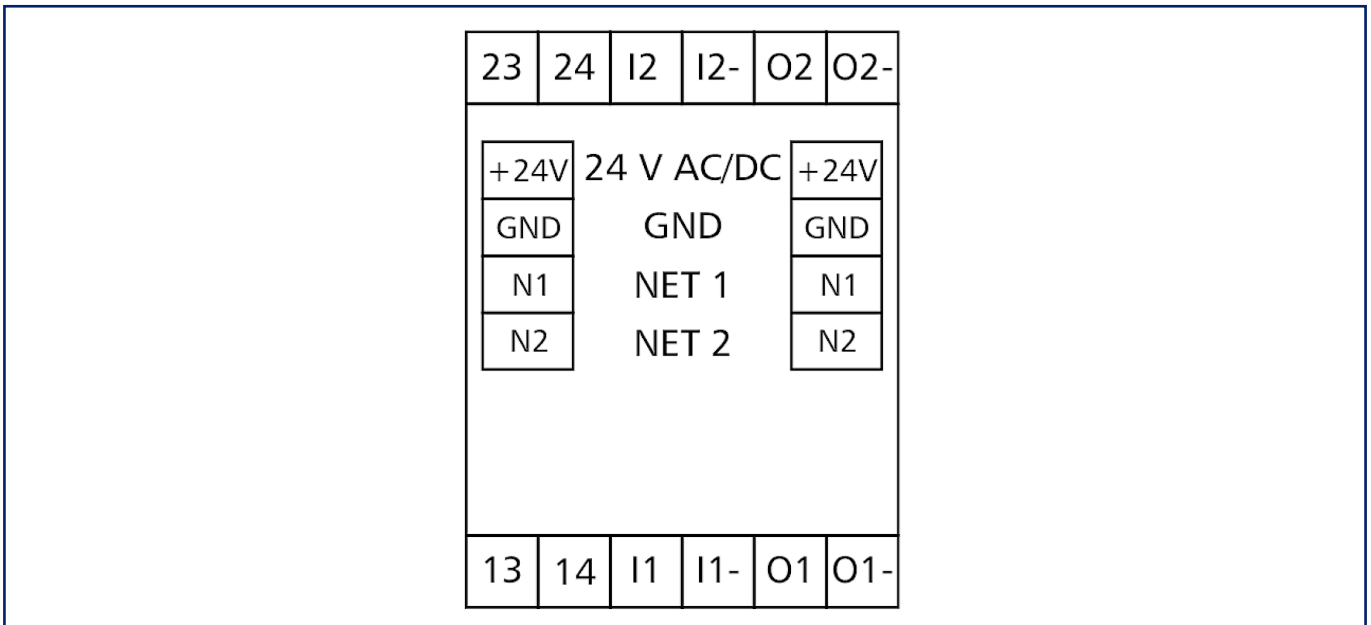 23 24 I2 I2- O2 O2-
+24V 24 V AC/DC +24V
GND GND GND
N1 NET 1 N1
N2 NET 2 N2
13 14 I1 I1- O1 O1-